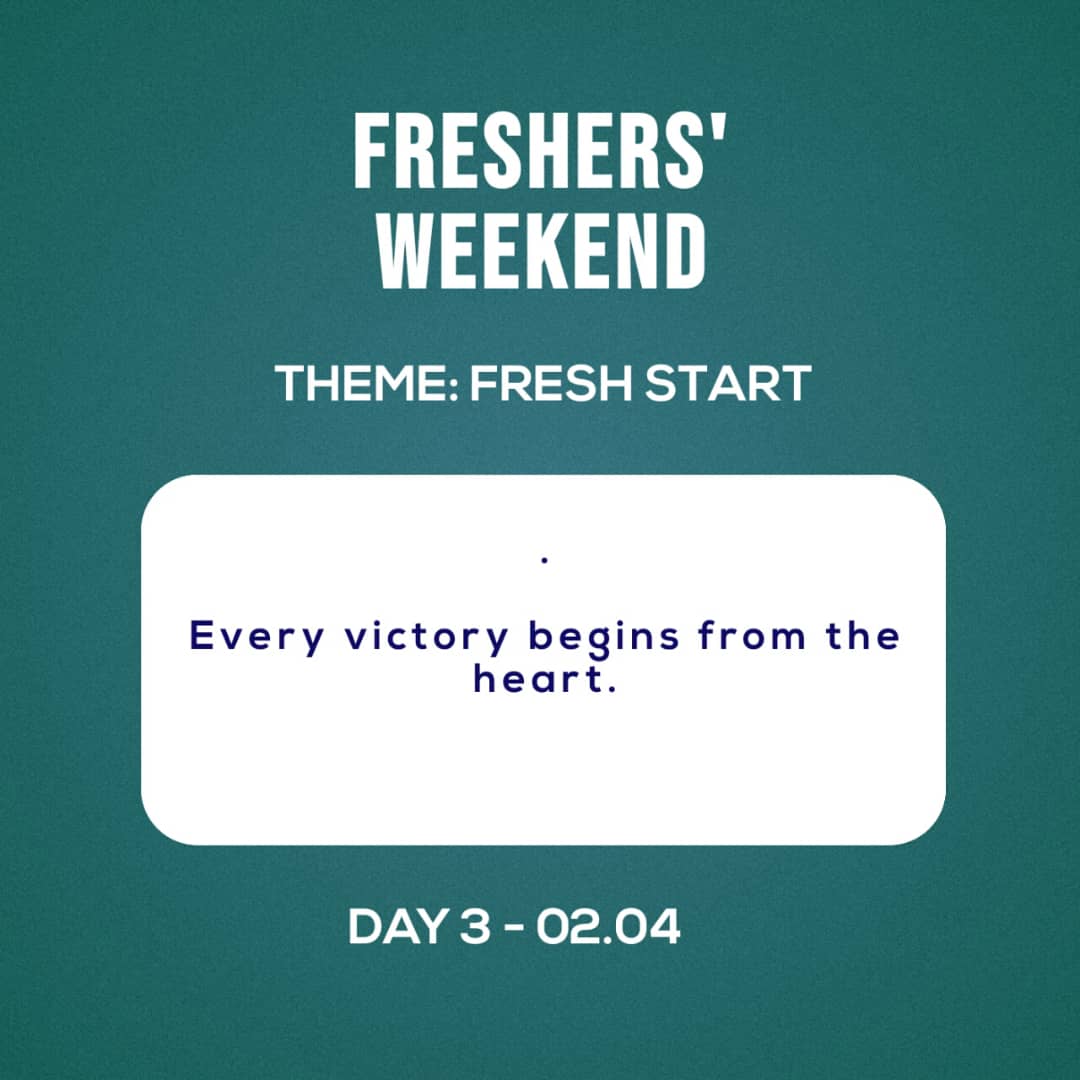 FRESHERS'
WEEKEND
THEME: FRESH START
.
Every victory begins from the
heart.
DAY 3 - 02.04